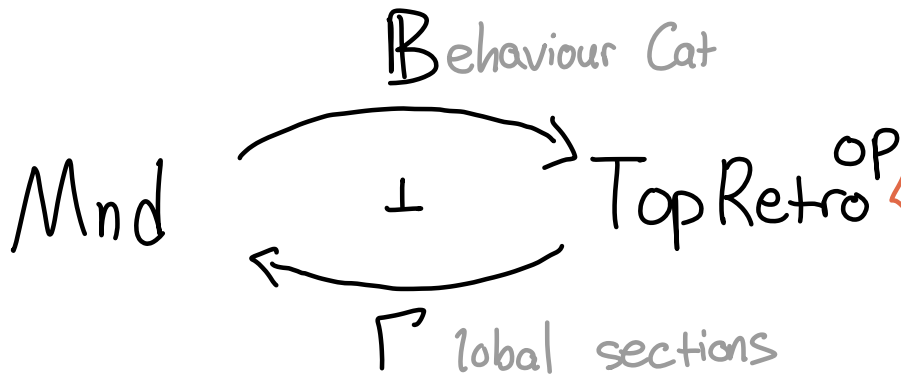 𝔹ehaviour Cat
Mnd ⊥ TopRetro^op
Γlobal sections